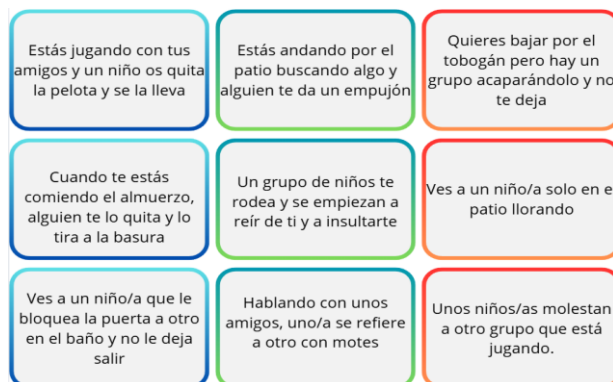 Estás jugando con tus
amigos y un niño os quita
la pelota y se la lleva
Estás andando por el
patio buscando algo y
alguien te da un empujón
Quieres bajar por el
tobogán pero hay un
grupo acaparándolo y no
te deja
Cuando te estás
comiendo el almuerzo,
alguien te lo quita y lo
tira a la basura
Un grupo de niños te
rodea y se empiezan a
reír de ti y a insultarte
Ves a un niño/a solo en e
patio llorando
Ves a un niño/a que le
bloquea la puerta a otro
en el baño y no le deja
salir
Hablando con unos
amigos, uno/a se refiere
a otro con motes
Unos niños/as molestan
a otro grupo que está
jugando.